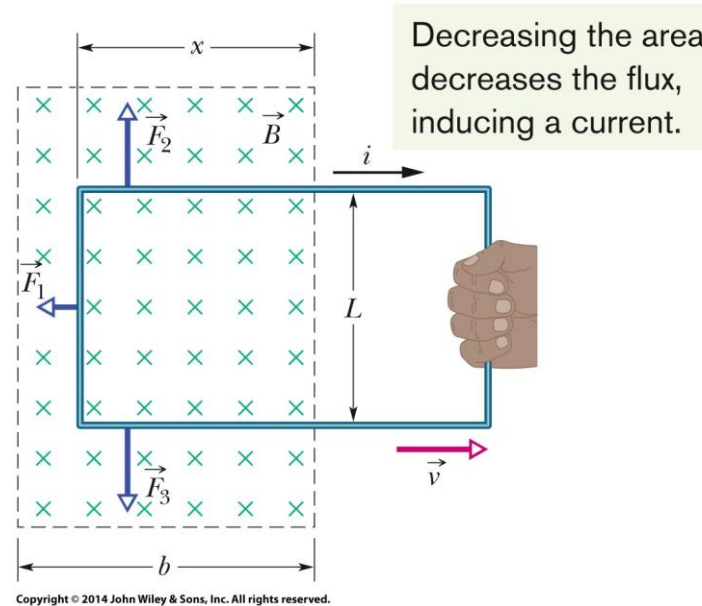 x
Decreasing the area
decreases the flux,
inducing a current.
F₂
B
i
F₁
L
F₃
v
b
Copyright © 2014 John Wiley & Sons, Inc. All rights reserved.